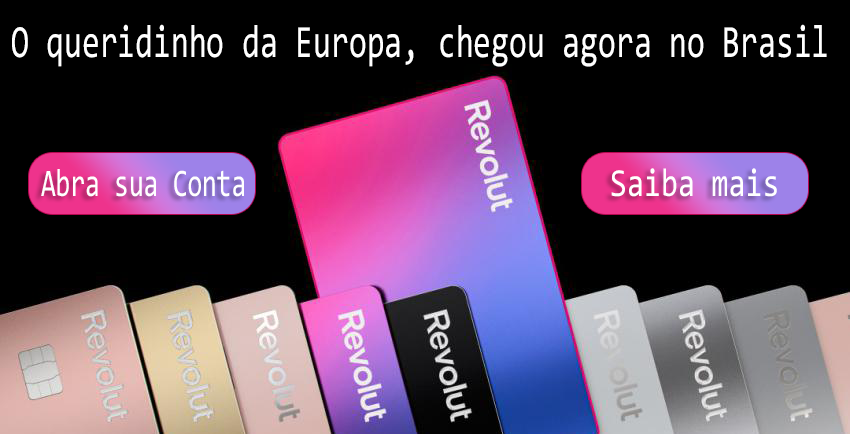 O queridinho da Europa, chegou agora no Brasil
Abra sua Conta
Saiba mais
Revolut
Revolut
Revolut
Revolut
Revolut
Revolut
Revolut
Revolut
Revolut